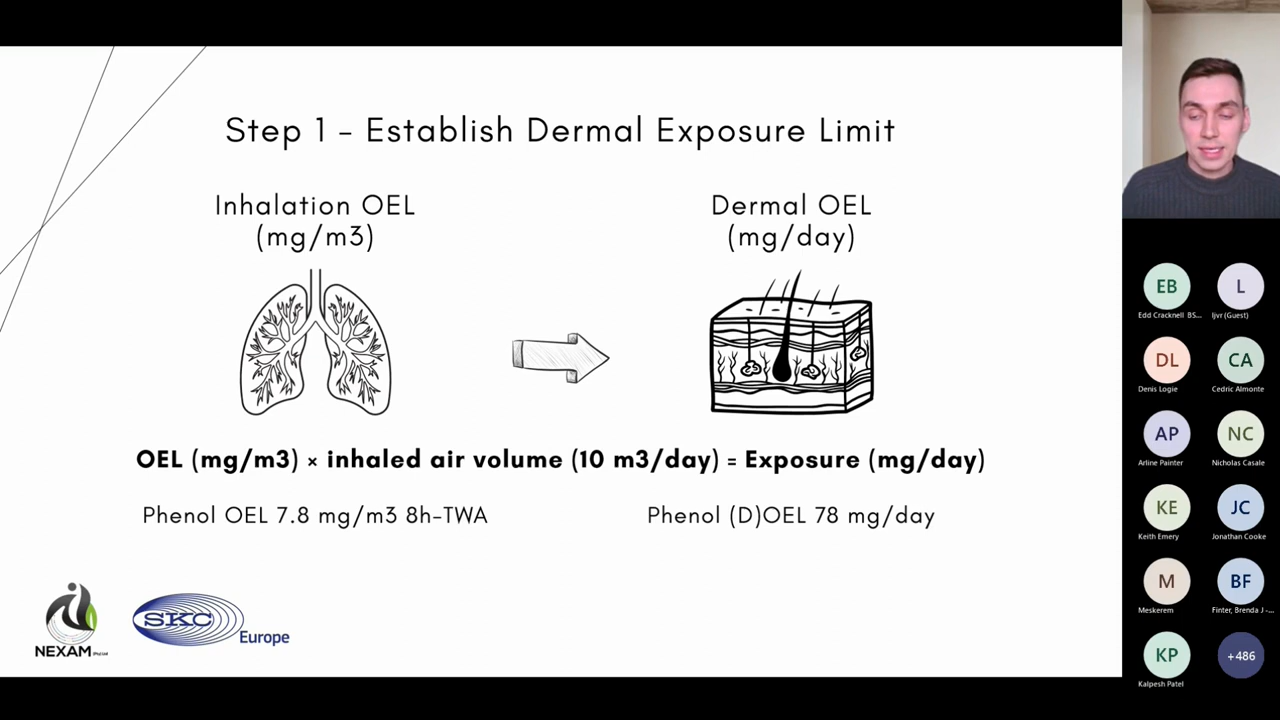 Step 1 – Establish Dermal Exposure Limit
Inhalation OEL
(mg/m3)
Dermal OEL
(mg/day)
OEL (mg/m3) × inhaled air volume (10 m3/day) = Exposure (mg/day)
Phenol OEL 7.8 mg/m3 8h-TWA
Phenol (D)OEL 78 mg/day
NEXAM
SKC
Europe
EB
L
Edd Cracknell BS...
ljvr (Guest)
DL
CA
Denis Logie
Cedric Almonte
AP
NC
Arline Painter
Nicholas Casale
KE
JC
Keith Emery
Jonathan Cooke
M
BF
Meskerem
Finter, Brenda J -...
KP
+486
Kalpesh Patel